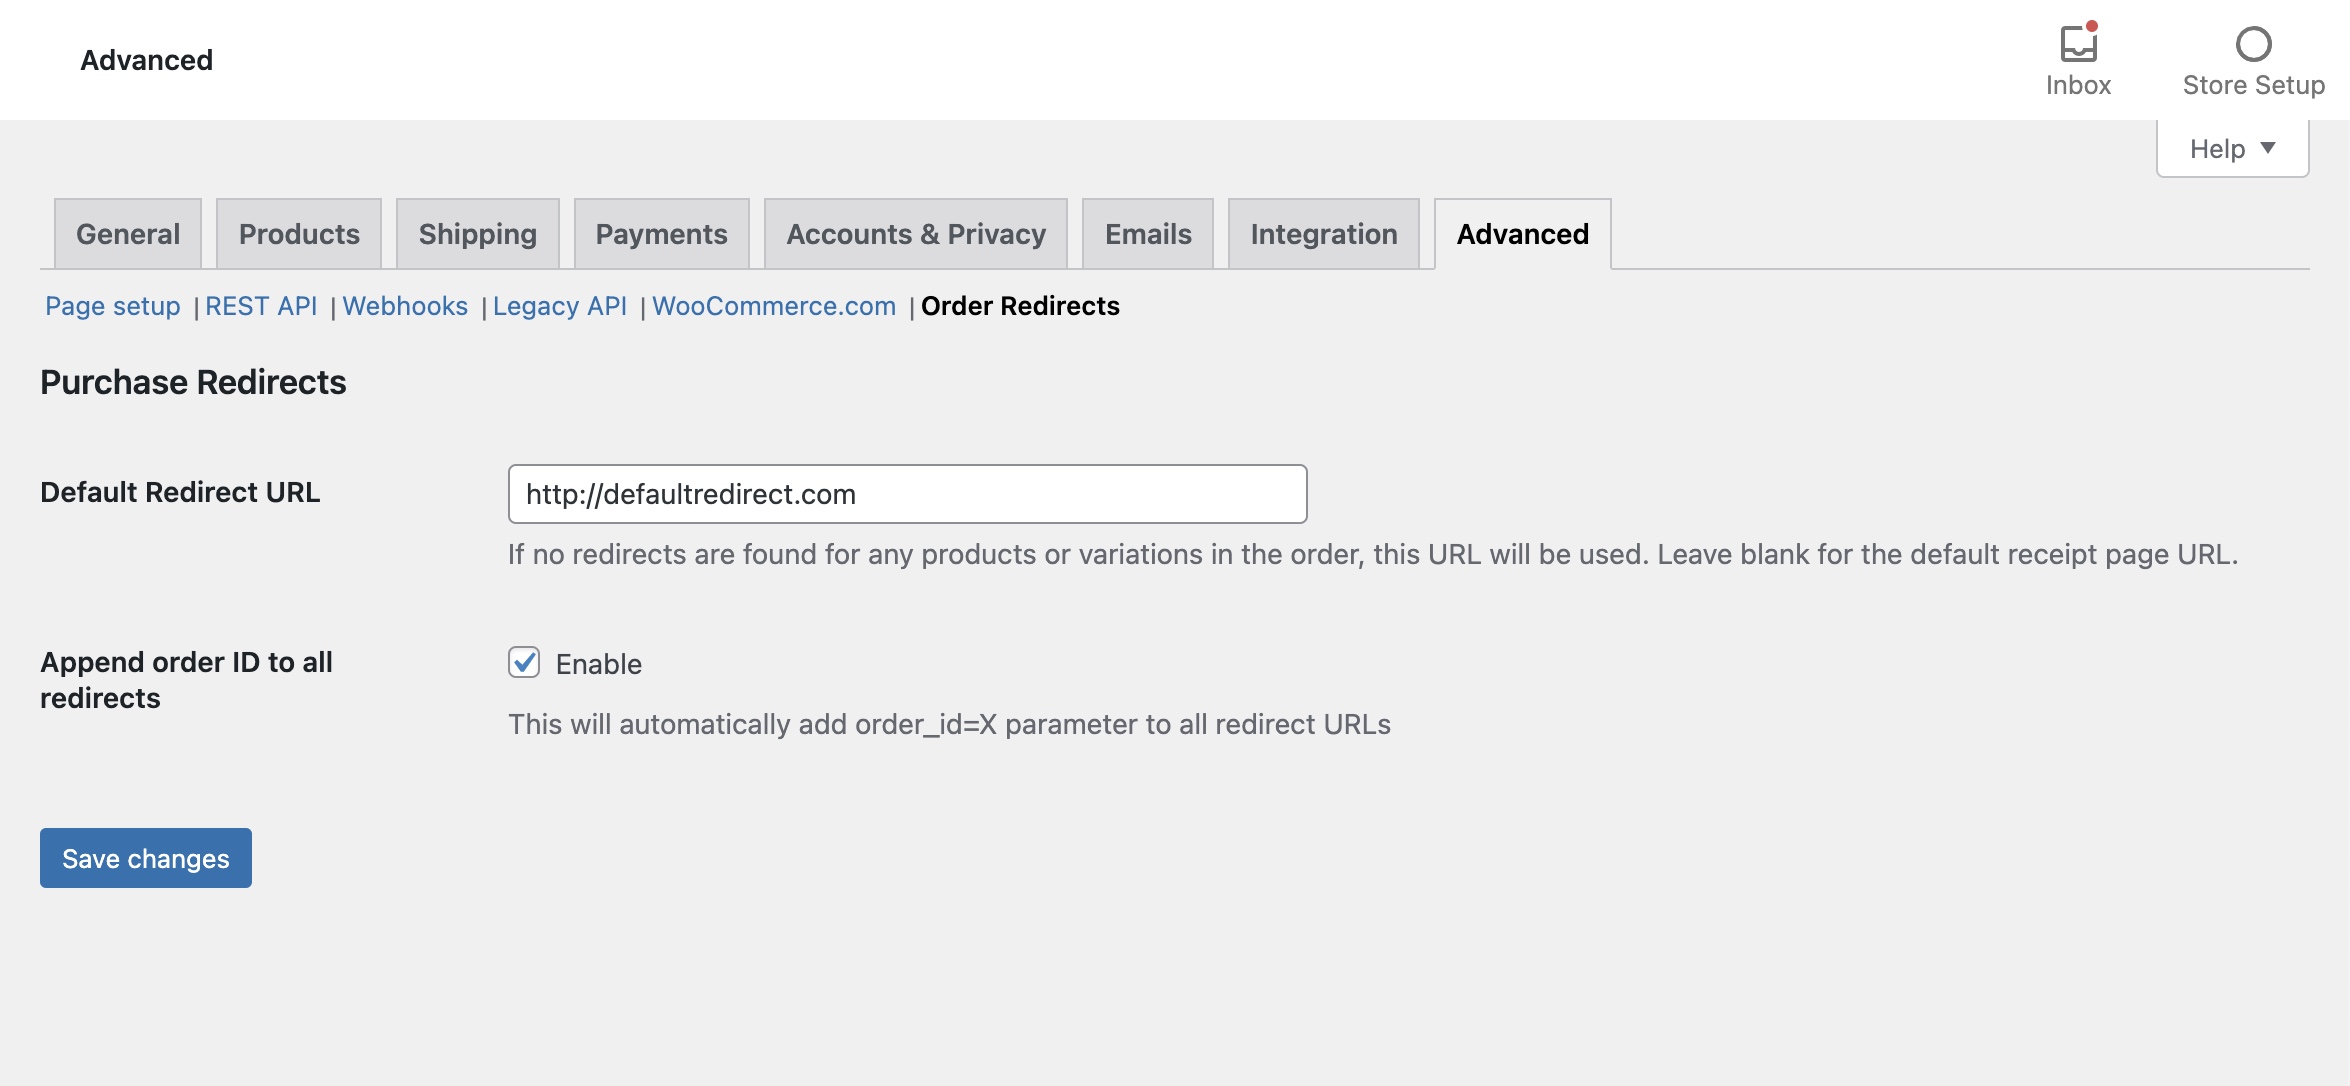 Advanced
Inbox
Store Setup
Help ▼
General Products Shipping Payments Accounts & Privacy Emails Integration Advanced
Page setup | REST API | Webhooks | Legacy API | WooCommerce.com | Order Redirects
Purchase Redirects
Default Redirect URL
http://defaultredirect.com
If no redirects are found for any products or variations in the order, this URL will be used. Leave blank for the default receipt page URL.
Append order ID to all
redirects
Enable
This will automatically add order_id=X parameter to all redirect URLs
Save changes